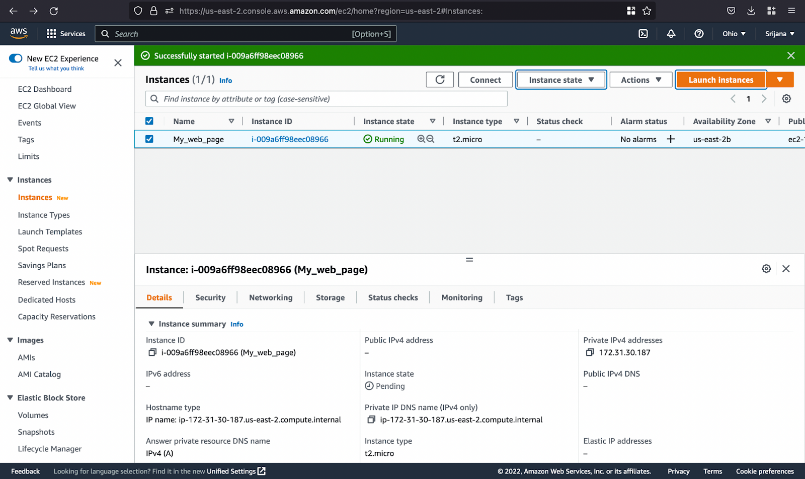 https://us-east-2.console.aws.amazon.com/ec2/home?region=us-east-2#Instances:
aws Services Search [Option+S] Ohio Srijana
New EC2 Experience
Tell us what you think
EC2 Dashboard
EC2 Global View
Events
Tags
Limits
Instances
Instances New
Instance Types
Launch Templates
Spot Requests
Savings Plans
Reserved Instances New
Dedicated Hosts
Capacity Reservations
Images
AMIs
AMI Catalog
Elastic Block Store
Volumes
Snapshots
Lifecycle Manager
Successfully started i-009a6ff98eec08966
Instances (1/1) Info Connect Instance state Actions Launch instances
Find instance by attribute or tag (case-sensitive) 1
Name Instance ID Instance state Instance type Status check Alarm status Availability Zone Publ
My_web_page i-009a6ff98eec08966 Running t2.micro – No alarms + us-east-2b ec2-
Instance: i-009a6ff98eec08966 (My_web_page)
Details Security Networking Storage Status checks Monitoring Tags
Instance summary Info
Instance ID Public IPv4 address Private IPv4 addresses
i-009a6ff98eec08966 (My_web_page) – 172.31.30.187
IPv6 address Instance state Public IPv4 DNS
– Pending –
Hostname type Private IP DNS name (IPv4 only)
IP name: ip-172-31-30-187.us-east-2.compute.internal ip-172-31-30-187.us-east-2.compute.internal
Answer private resource DNS name Instance type Elastic IP addresses
IPv4 (A) t2.micro –
Feedback Looking for language selection? Find it in the new Unified Settings © 2022, Amazon Web Services, Inc. or its affiliates. Privacy Terms Cookie preferences